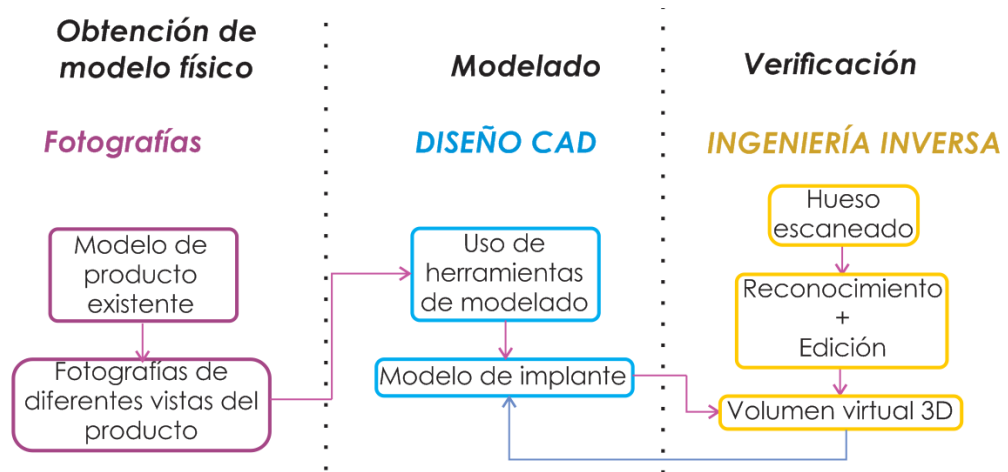 Obtención de
modelo físico
Fotografías
Modelo de
producto
existente
Fotografías de
diferentes vistas del
producto
Modelado
DISEÑO CAD
Uso de
herramientas
de modelado
Modelo de implante
Verificación
INGENIERÍA INVERSA
Hueso
escaneado
Reconocimiento
+
Edición
Volumen virtual 3D